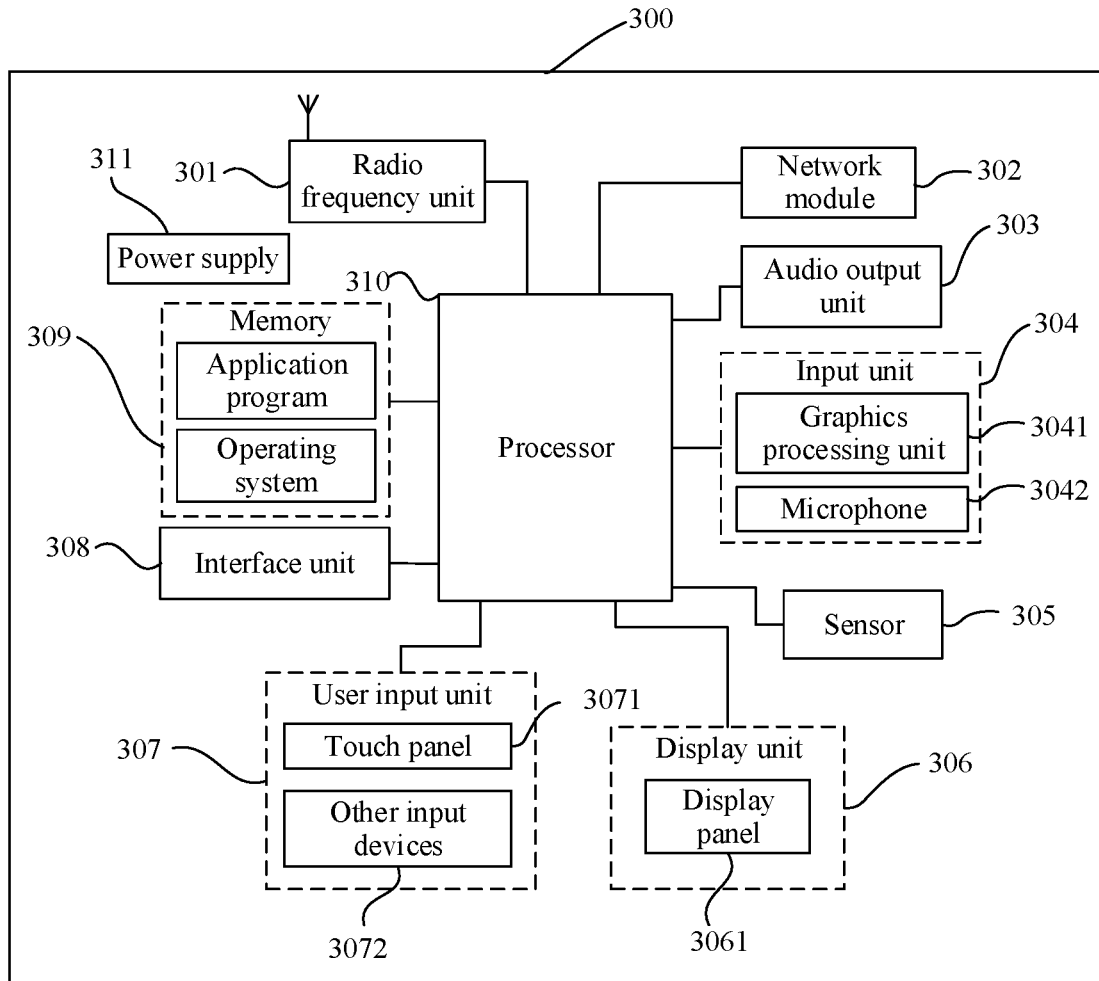 300
311
301
Radio
frequency unit
Network
module
302
303
Power supply
310
Audio output
unit
Memory
309
Application
program
Operating
system
Processor
304
Input unit
Graphics
processing unit
3041
3042
Microphone
308
Interface unit
Sensor
305
User input unit
3071
307
Touch panel
Other input
devices
3072
Display unit
306
Display
panel
3061